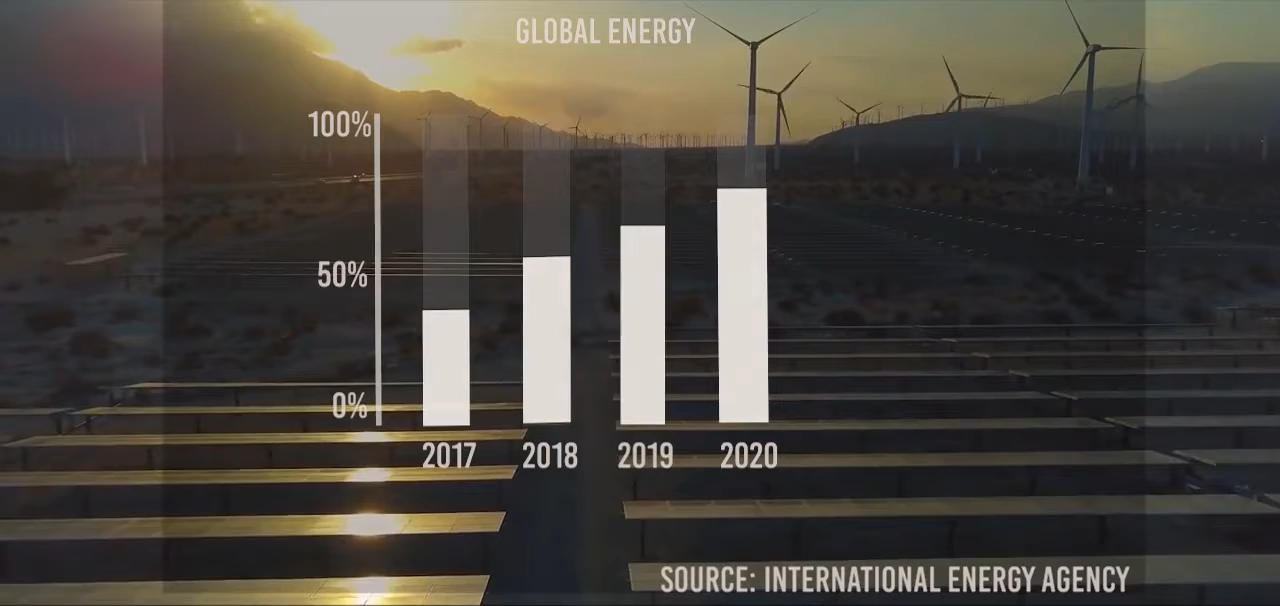 GLOBAL ENERGY
100%
50%
0%
2017 2018 2019 2020
SOURCE: INTERNATIONAL ENERGY AGENCY